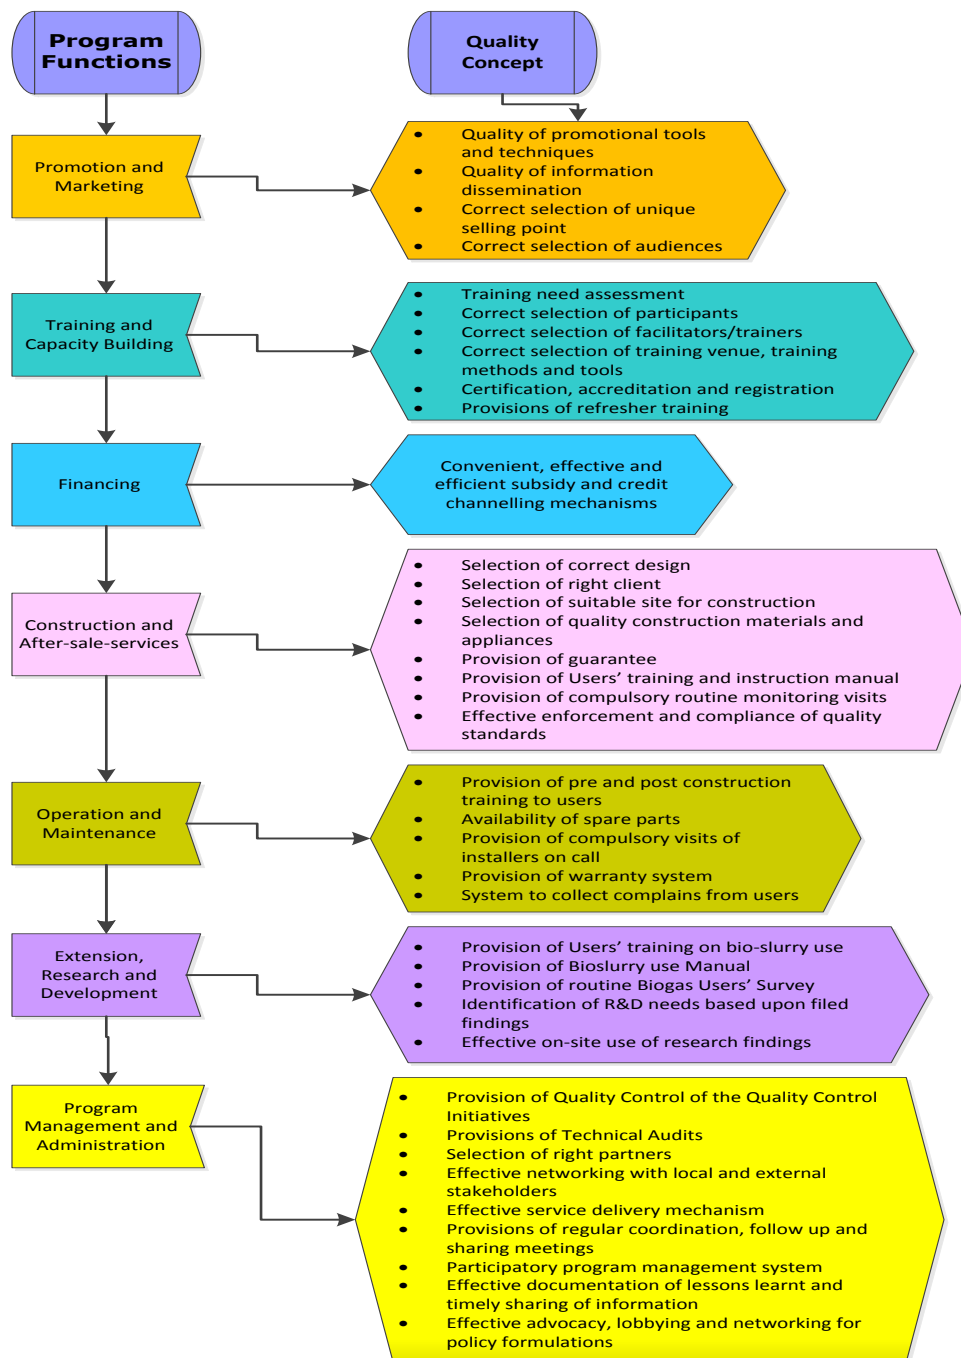 Program
Functions
Quality
Concept
Promotion and
Marketing
• Quality of promotional tools
and techniques
• Quality of information
dissemination
• Correct selection of unique
selling point
• Correct selection of audiences
Training and
Capacity Building
• Training need assessment
• Correct selection of participants
• Correct selection of facilitators/trainers
• Correct selection of training venue, training
methods and tools
• Certification, accreditation and registration
• Provisions of refresher training
Financing
Convenient, effective and
efficient subsidy and credit
channelling mechanisms
Construction and
After-sale-services
• Selection of correct design
• Selection of right client
• Selection of suitable site for construction
• Selection of quality construction materials and
appliances
• Provision of guarantee
• Provision of Users’ training and instruction manual
• Provision of compulsory routine monitoring visits
• Effective enforcement and compliance of quality
standards
Operation and
Maintenance
• Provision of pre and post construction
training to users
• Availability of spare parts
• Provision of compulsory visits of
installers on call
• Provision of warranty system
• System to collect complains from users
Extension,
Research and
Development
• Provision of Users’ training on bio-slurry use
• Provision of Bioslurry use Manual
• Provision of routine Biogas Users’ Survey
• Identification of R&D needs based upon filed
findings
• Effective on-site use of research findings
Program
Management and
Administration
• Provision of Quality Control of the Quality Control
Initiatives
• Provisions of Technical Audits
• Selection of right partners
• Effective networking with local and external
stakeholders
• Effective service delivery mechanism
• Provisions of regular coordination, follow up and
sharing meetings
• Participatory program management system
• Effective documentation of lessons learnt and
timely sharing of information
• Effective advocacy, lobbying and networking for
policy formulations